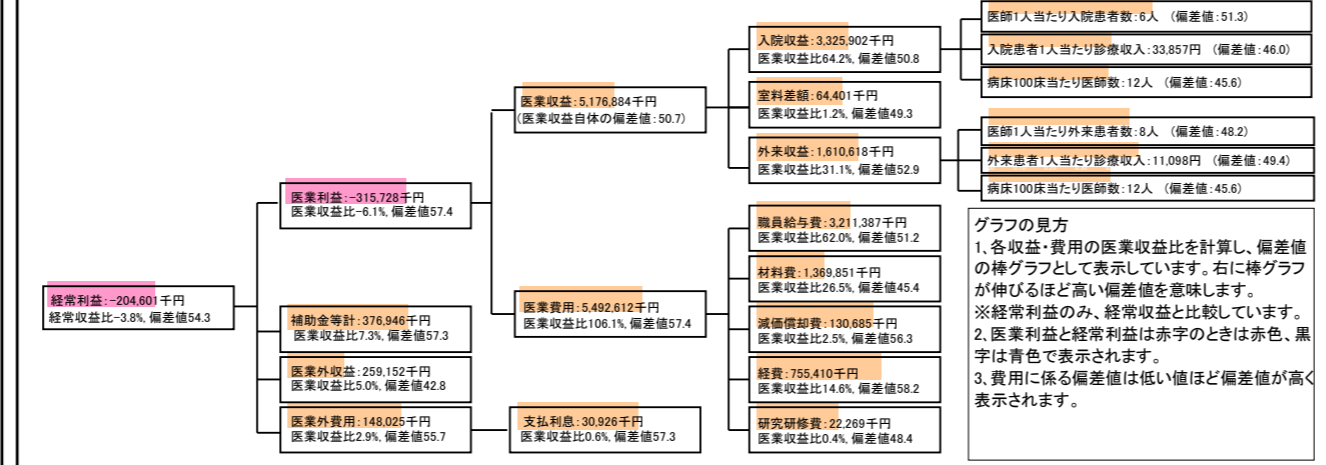 経常利益:-204,601千円
経常収益比-3.8%, 偏差値54.3
医業利益:-315,728千円
医業収益比-6.1%, 偏差値57.4
補助金等計:376,946千円
医業収益比7.3%, 偏差値57.3
医業外収益:259,152千円
医業収益比5.0%, 偏差値42.8
医業外費用:148,025千円
医業収益比2.9%, 偏差値55.7
医業収益:5,176,884千円
(医業収益自体の偏差値:50.7)
医業費用:5,492,612千円
医業収益比106.1%, 偏差値57.4
支払利息:30,926千円
医業収益比0.6%, 偏差値57.3
入院収益:3,325,902千円
医業収益比64.2%, 偏差値50.8
室料差額:64,401千円
医業収益比1.2%, 偏差値49.3
外来収益:1,610,618千円
医業収益比31.1%, 偏差値52.9
職員給与費:3,211,387千円
医業収益比62.0%, 偏差値51.2
材料費:1,369,851千円
医業収益比26.5%, 偏差値45.4
減価償却費:130,685千円
医業収益比2.5%, 偏差値56.3
経費:755,410千円
医業収益比14.6%, 偏差値58.2
研究研修費:22,269千円
医業収益比0.4%, 偏差値48.4
医師1人当たり入院患者数:6人 (偏差値:51.3)
入院患者1人当たり診療収入:33,857円 (偏差値:46.0)
病床100床当たり医師数:12人 (偏差値:45.6)
医師1人当たり外来患者数:8人 (偏差値:48.2)
外来患者1人当たり診療収入:11,098円 (偏差値:49.4)
病床100床当たり医師数:12人 (偏差値:45.6)
グラフの見方
1、各収益・費用の医業収益比を計算し、偏差値
の棒グラフとして表示しています。右に棒グラフ
が伸びるほど高い偏差値を意味します。
※経常利益のみ、経常収益と比較しています。
2、医業利益と経常利益は赤字のときは赤色、黒
字は青色で表示されます。
3、費用に係る偏差値は低い値ほど偏差値が高く
表示されます。